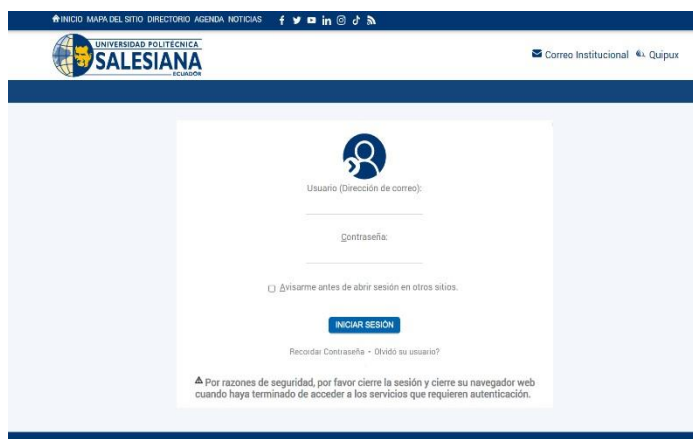 INICIO MAPA DEL SITIO DIRECTORIO AGENDA NOTICIAS
UNIVERSIDAD POLITÉCNICA
SALESIANA
ECUADOR
Correo Institucional Quipux
Usuario (Dirección de correo):
Contraseña:
Avisarme antes de abrir sesión en otros sitios.
INICIAR SESIÓN
Recordar Contraseña - Olvidó su usuario?
Por razones de seguridad, por favor cierre la sesión y cierre su navegador web
cuando haya terminado de acceder a los servicios que requieren autenticación.